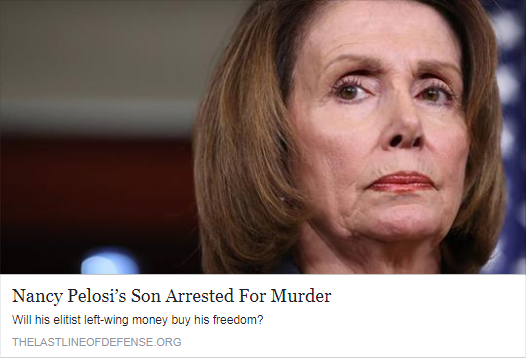 Nancy Pelosi’s Son Arrested For Murder
Will his elitist left-wing money buy his freedom?
THELASTLINEOFDEFENSE.ORG